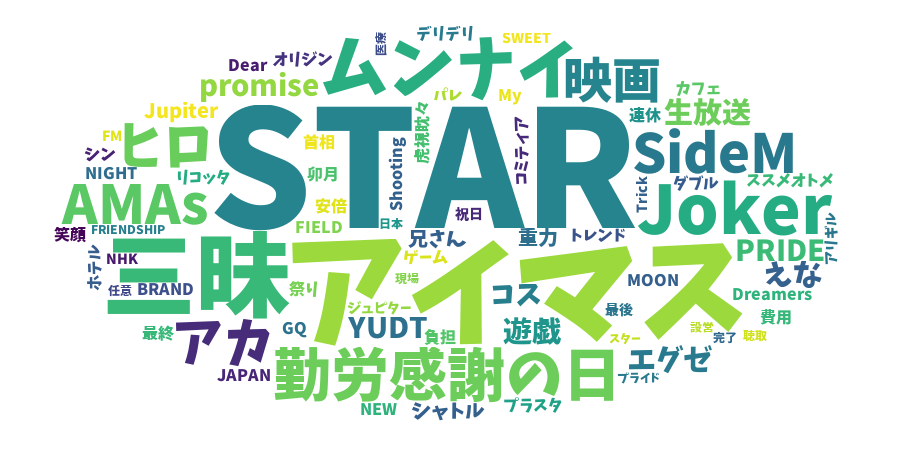 デリデリ
SWEET
医療
オリジン
Dear
ムンナイ
映画
promise
カフェ
パレ
My
Jupiter
虎視眈々
連休
生放送
STAR
FM
ヒロ
首相
コミティア
シン
Shooting
SideM
NIGHT
リコッタ
卯月
Trick
ダブル
ススメオトメ
AMAs
安倍
祝日
Joker
笑顔
FRIENDSHIP
FIELD
日本
兄さん
重力
トレンド
アリギル
三昧
アイマス
PRIDE
NHK
ゲーム
ホテル
現場
MOON
えな
任意
BRAND
祭り
コス
Dreamers
ジュピター
最後
費用
最終
アカ
GQ
YUDT
負担
遊戯
スター
設営
完了
聴取
JAPAN
勤労感謝の日
エグゼ
プライド
NEW
シャトル
プラスタ